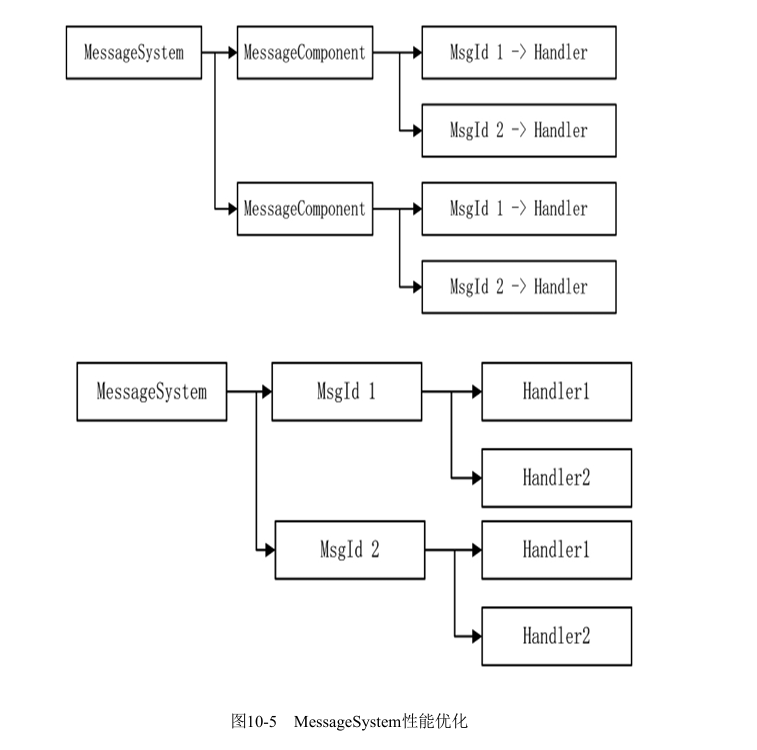 MessageSystem MessageComponent MsgId 1 -> Handler
MsgId 2 -> Handler
MessageComponent MsgId 1 -> Handler
MsgId 2 -> Handler
MessageSystem MsgId 1 Handler1
Handler2
MsgId 2 Handler1
Handler2
图10-5 MessageSystem性能优化